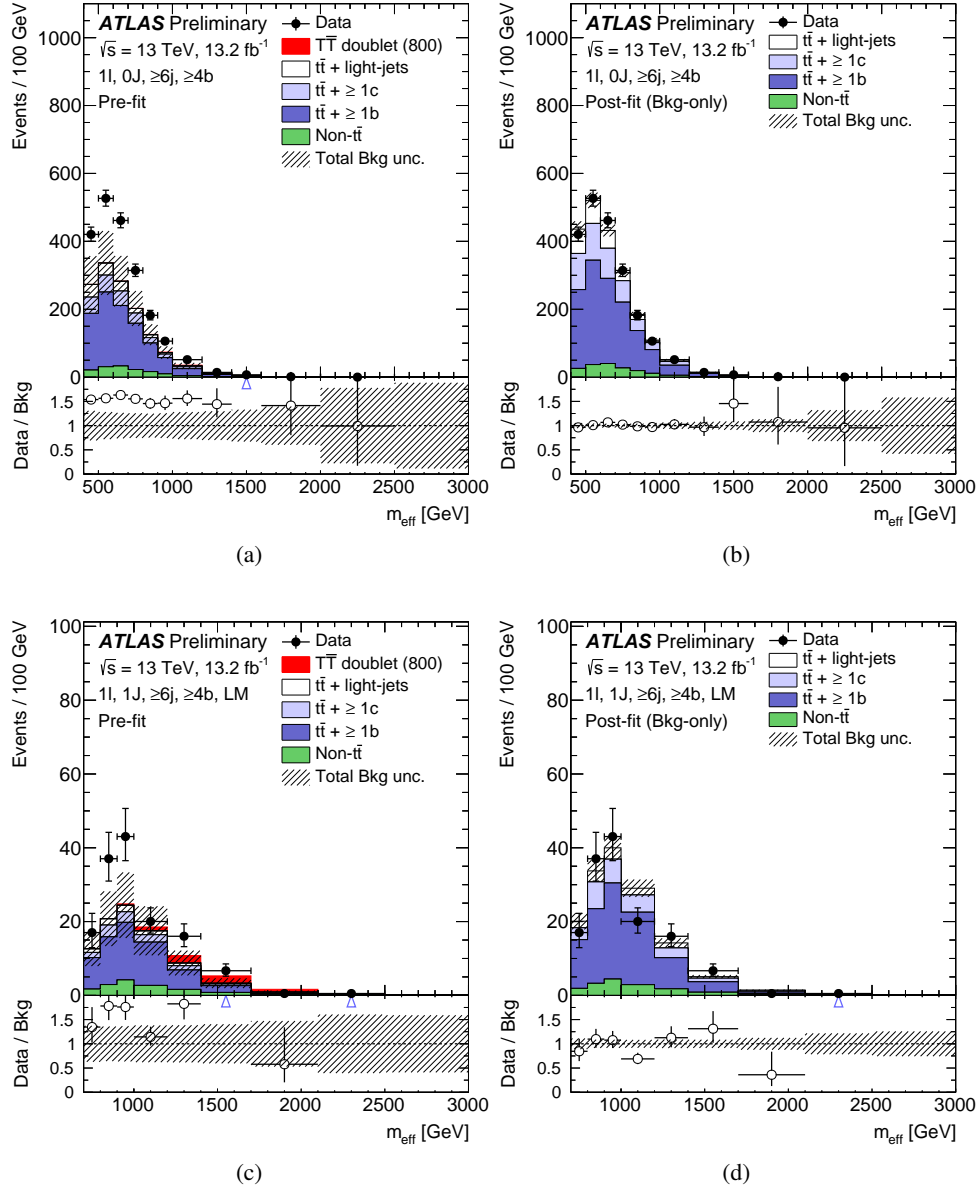 Events / 100 GeV
1000
800
600
400
200
0
ATLAS Preliminary
√s = 13 TeV, 13.2 fb⁻¹
1l, 0J, ≥6j, ≥4b
Pre-fit
Data
TT̅ doublet (800)
tt̅ + light-jets
tt̅ + ≥ 1c
tt̅ + ≥ 1b
Non-tt̅
Total Bkg unc.
Data / Bkg
1.5
1
0.5
0
500 1000 1500 2000 2500 3000
m_eff [GeV]
(a)
Events / 100 GeV
1000
800
600
400
200
0
ATLAS Preliminary
√s = 13 TeV, 13.2 fb⁻¹
1l, 0J, ≥6j, ≥4b
Post-fit (Bkg-only)
Data
tt̅ + light-jets
tt̅ + ≥ 1c
tt̅ + ≥ 1b
Non-tt̅
Total Bkg unc.
Data / Bkg
1.5
1
0.5
0
500 1000 1500 2000 2500 3000
m_eff [GeV]
(b)
Events / 100 GeV
100
80
60
40
20
0
ATLAS Preliminary
√s = 13 TeV, 13.2 fb⁻¹
1l, 1J, ≥6j, ≥4b, LM
Pre-fit
Data
TT̅ doublet (800)
tt̅ + light-jets
tt̅ + ≥ 1c
tt̅ + ≥ 1b
Non-tt̅
Total Bkg unc.
Data / Bkg
1.5
1
0.5
0
1000 1500 2000 2500 3000
m_eff [GeV]
(c)
Events / 100 GeV
100
80
60
40
20
0
ATLAS Preliminary
√s = 13 TeV, 13.2 fb⁻¹
1l, 1J, ≥6j, ≥4b, LM
Post-fit (Bkg-only)
Data
tt̅ + light-jets
tt̅ + ≥ 1c
tt̅ + ≥ 1b
Non-tt̅
Total Bkg unc.
Data / Bkg
1.5
1
0.5
0
1000 1500 2000 2500 3000
m_eff [GeV]
(d)